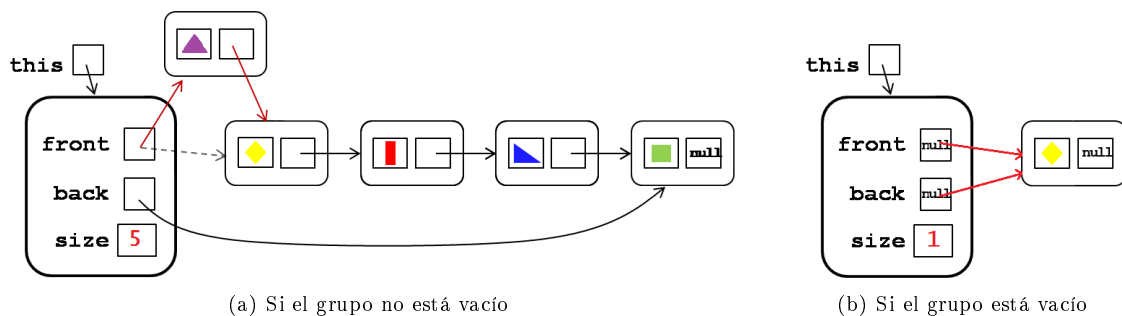 this
front
back
size 5
null
(a) Si el grupo no está vacío
this
front null
back null
size 1
null
(b) Si el grupo está vacío